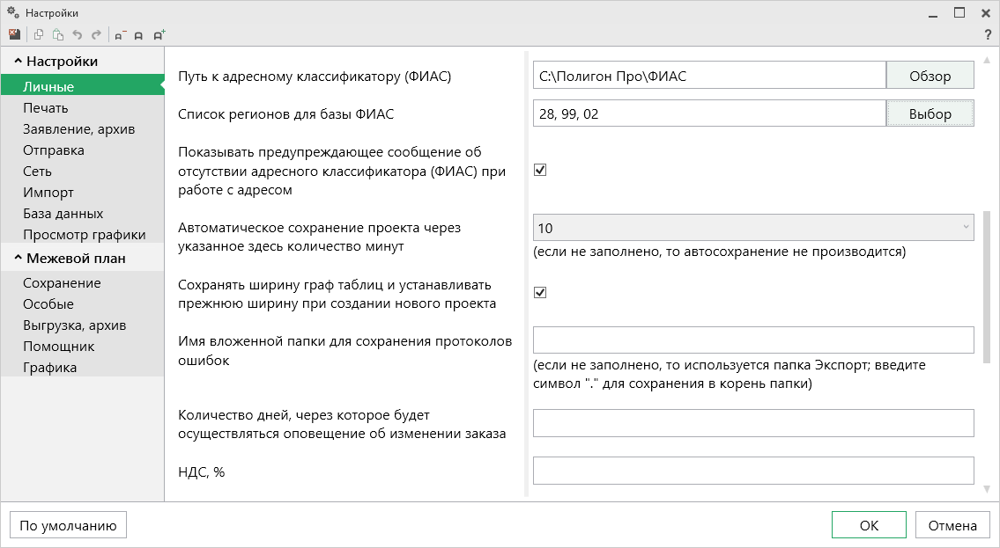 Настройки
?
Настройки
Личные
Печать
Заявление, архив
Отправка
Сеть
Импорт
База данных
Просмотр графики
Межевой план
Сохранение
Особые
Выгрузка, архив
Помощник
Графика
Путь к адресному классификатору (ФИАС)
C:\Полигон Про\ФИАС
Обзор
Список регионов для базы ФИАС
28, 99, 02
Выбор
Показывать предупреждающее сообщение об
отсутствии адресного классификатора (ФИАС) при
работе с адресом
Автоматическое сохранение проекта через
указанное здесь количество минут
10
(если не заполнено, то автосохранение не производится)
Сохранять ширину граф таблиц и устанавливать
прежнюю ширину при создании нового проекта
Имя вложенной папки для сохранения протоколов
ошибок
(если не заполнено, то используется папка Экспорт; введите
символ "." для сохранения в корень папки)
Количество дней, через которое будет
осуществляться оповещение об изменении заказа
НДС, %
По умолчанию
ОК
Отмена